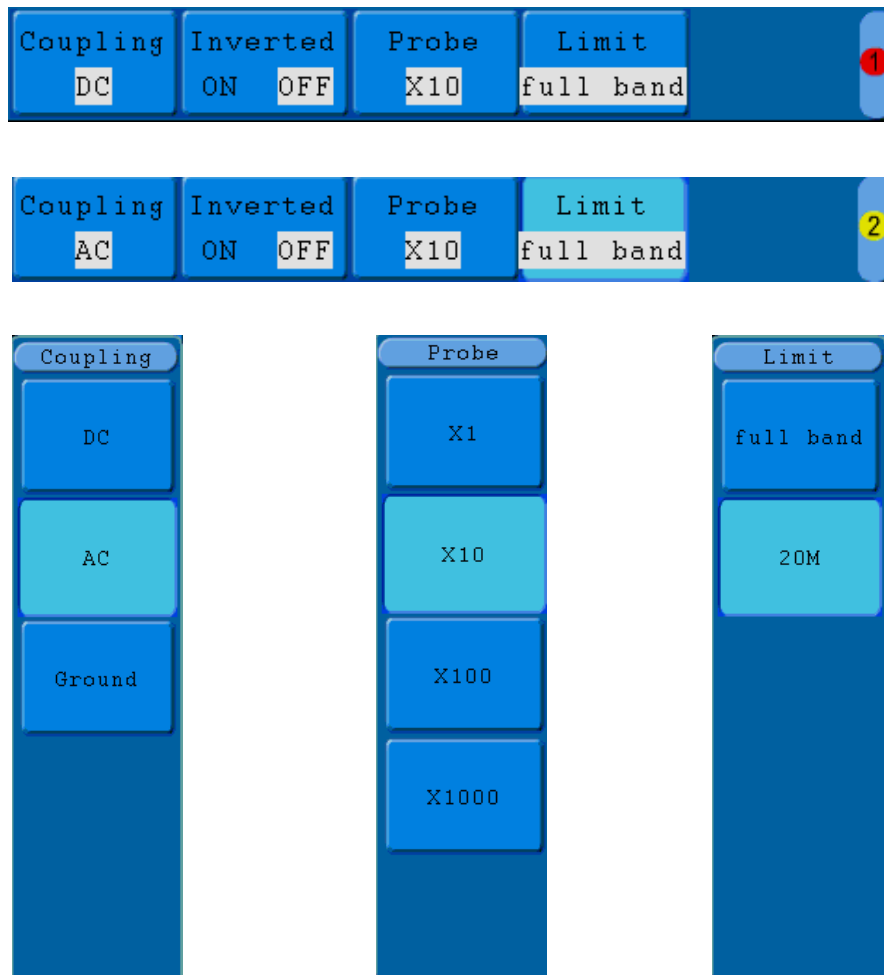 Coupling Inverted Probe Limit
DC ON OFF X10 full band
1
Coupling Inverted Probe Limit
AC ON OFF X10 full band
2
Coupling
DC
AC
Ground
Probe
X1
X10
X100
X1000
Limit
full band
20M